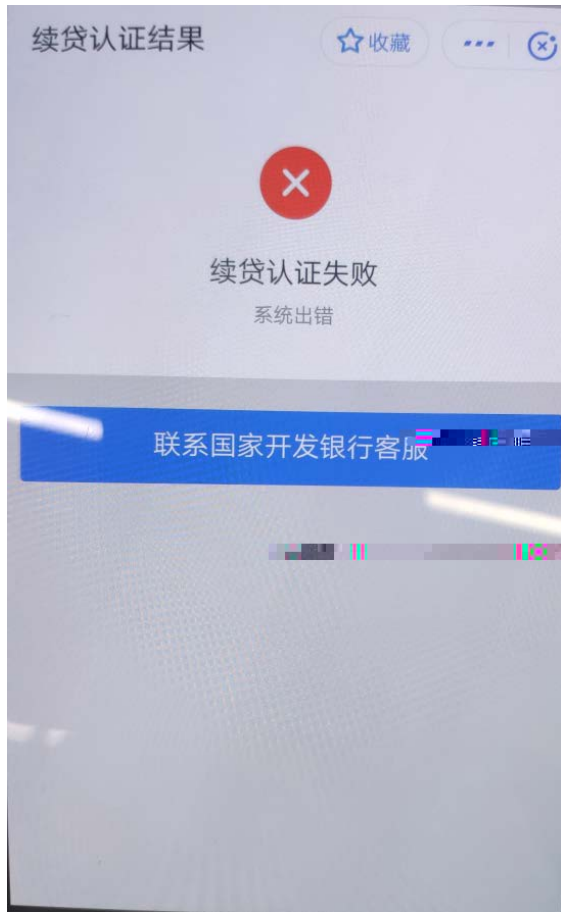 续贷认证结果
收藏
续贷认证失败
系统出错
联系国家开发银行客服